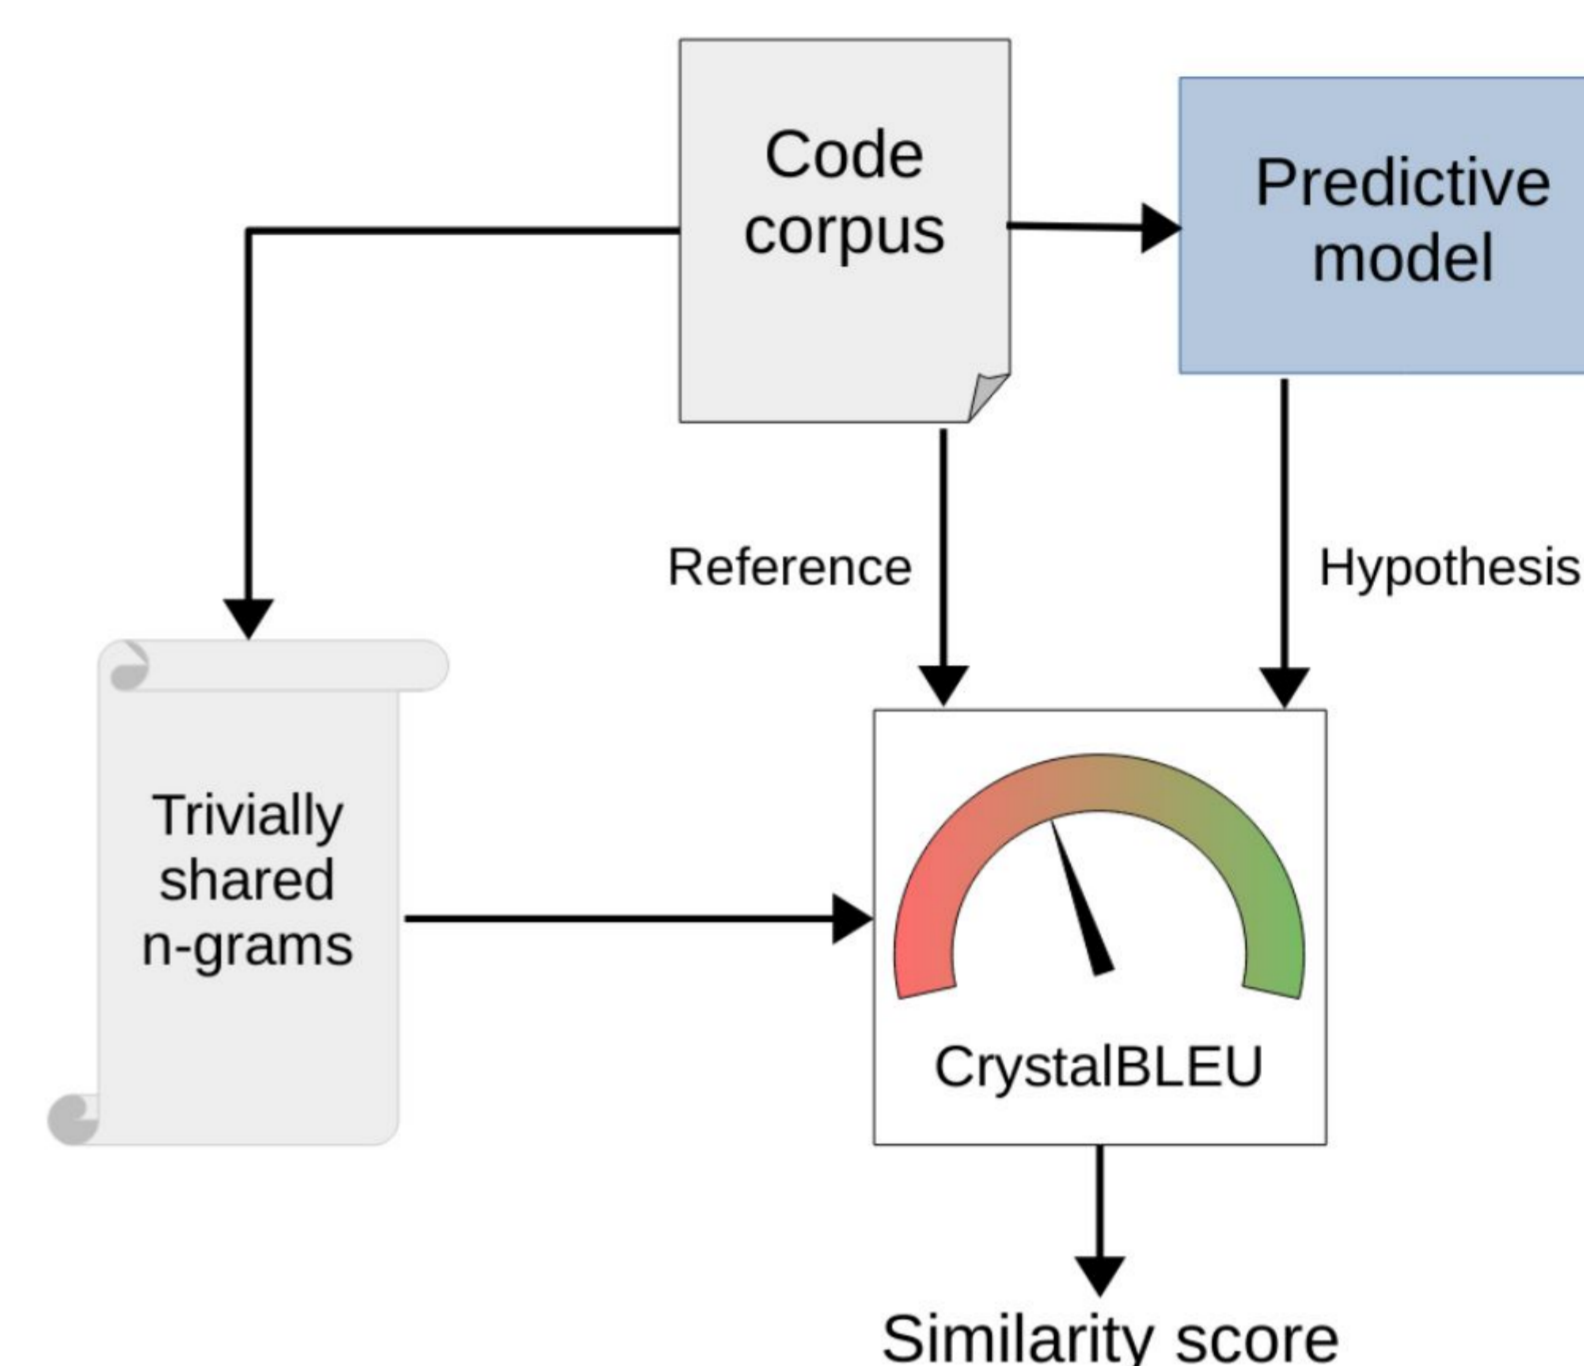 Code
corpus
Predictive
model
Reference
Hypothesis
Trivially
shared
n-grams
CrystalBLEU
Similarity score